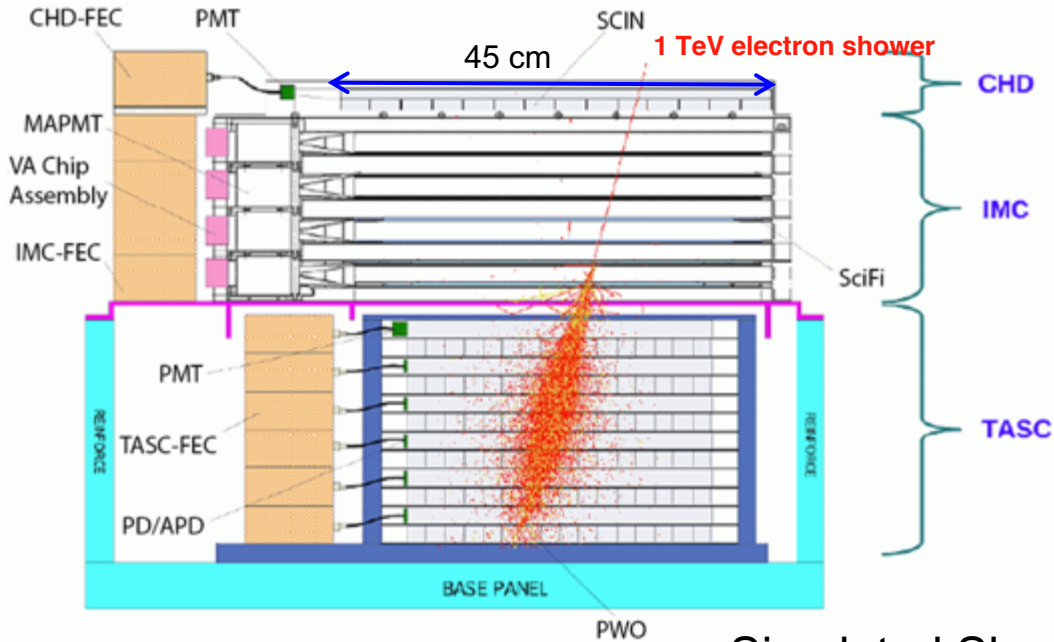 CHD-FEC
PMT
SCIN
45 cm
1 TeV electron shower
CHD
MAPMT
VA Chip
Assembly
IMC
IMC-FEC
SciFi
PMT
REINFORCE
REINFORCE
TASC-FEC
TASC
PD/APD
BASE PANEL
PWO